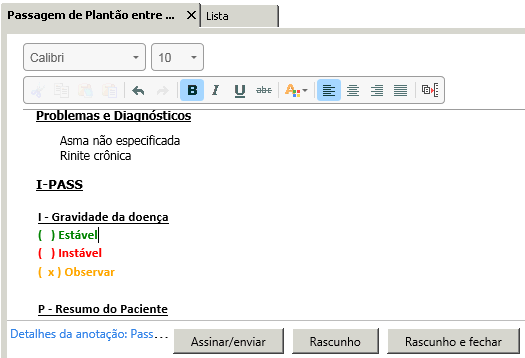 Passagem de Plantão entre ... × Lista
Calibri 10
B I U abc A
Problemas e Diagnósticos
Asma não especificada
Rinite crônica
I-PASS
I - Gravidade da doença
(   ) Estável
(   ) Instável
( x ) Observar
P - Resumo do Paciente
Detalhes da anotação: Pass... Assinar/enviar Rascunho Rascunho e fechar